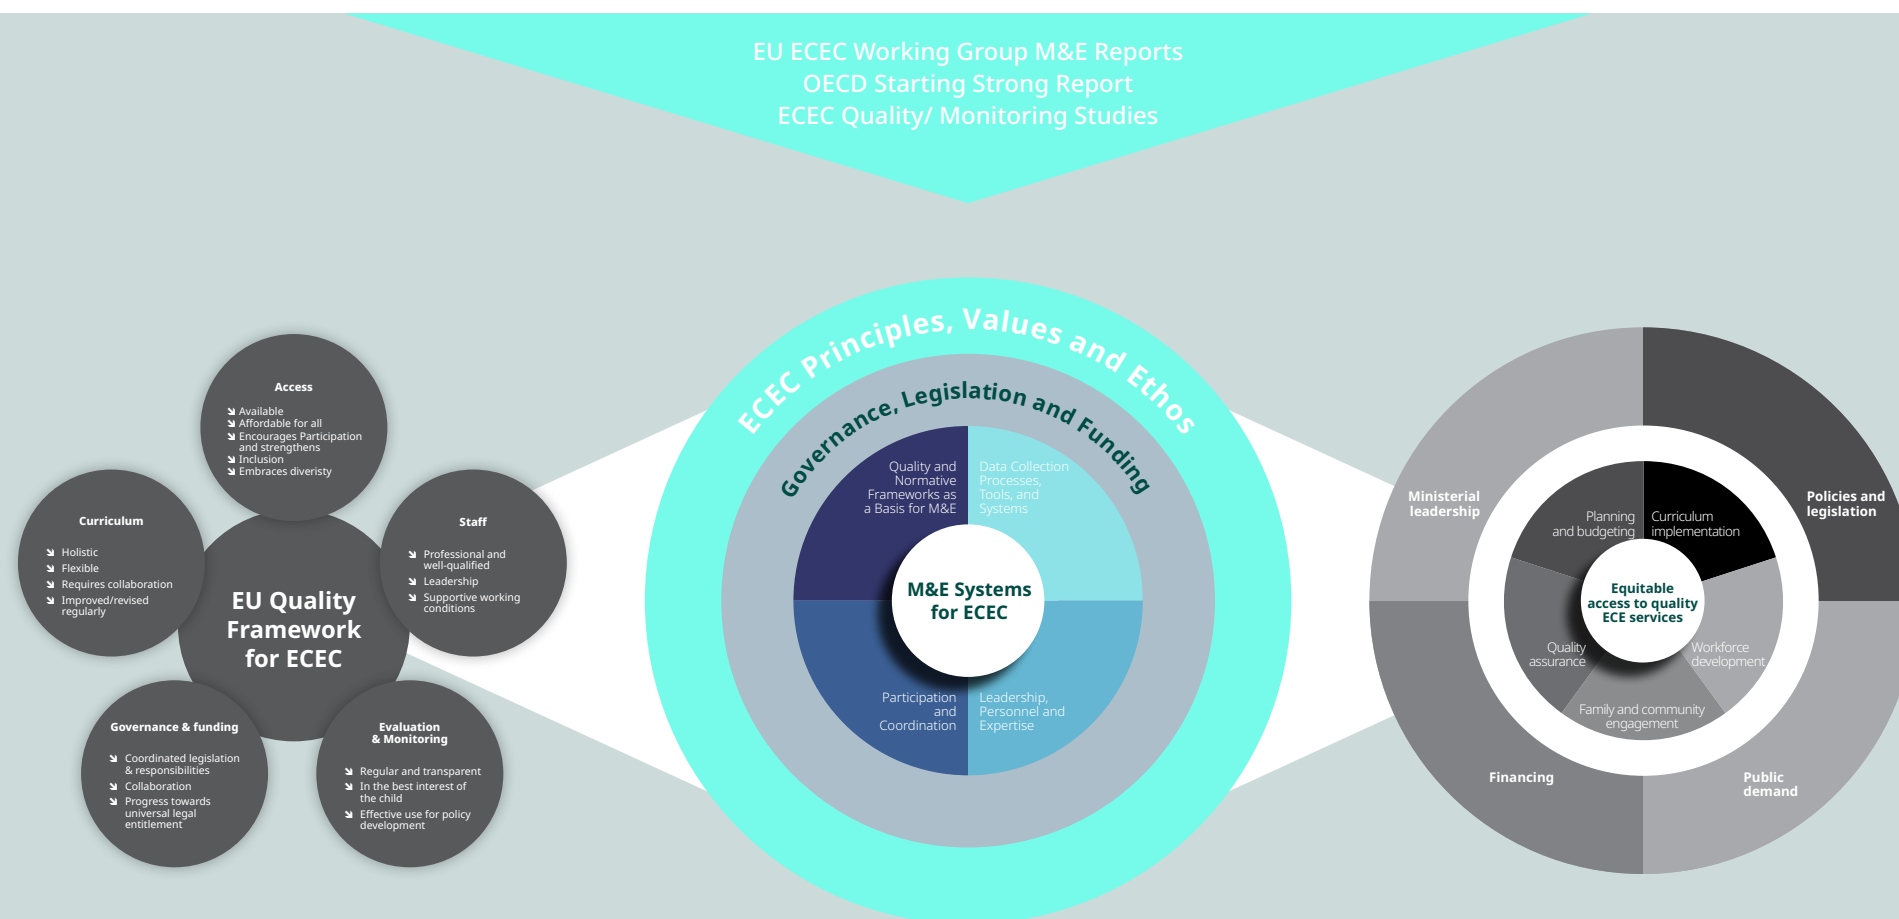 EU ECEC Working Group M&E Reports
OECD Starting Strong Report
ECEC Quality/ Monitoring Studies
Access
Available
Affordable for all
Encourages Participation
and strengthens
Inclusion
Embraces diveristy
Curriculum
Holistic
Flexible
Requires collaboration
Improved/revised
regularly
Staff
Professional and
well-qualified
Leadership
Supportive working
conditions
EU Quality
Framework
for ECEC
Governance & funding
Coordinated legislation
& responsibilities
Collaboration
Progress towards
universal legal
entitlement
Evaluation
& Monitoring
Regular and transparent
In the best interest of
the child
Effective use for policy
development
ECEC Principles, Values and Ethos
Governance, Legislation and Funding
Quality and
Normative
Frameworks as
a Basis for M&E
Data Collection
Processes,
Tools, and
Systems
M&E Systems
for ECEC
Participation
and
Coordination
Leadership,
Personnel and
Expertise
Ministerial
leadership
Policies and
legislation
Planning
and budgeting
Curriculum
implementation
Equitable
access to quality
ECE services
Quality
assurance
Workforce
development
Family and community
engagement
Financing
Public
demand